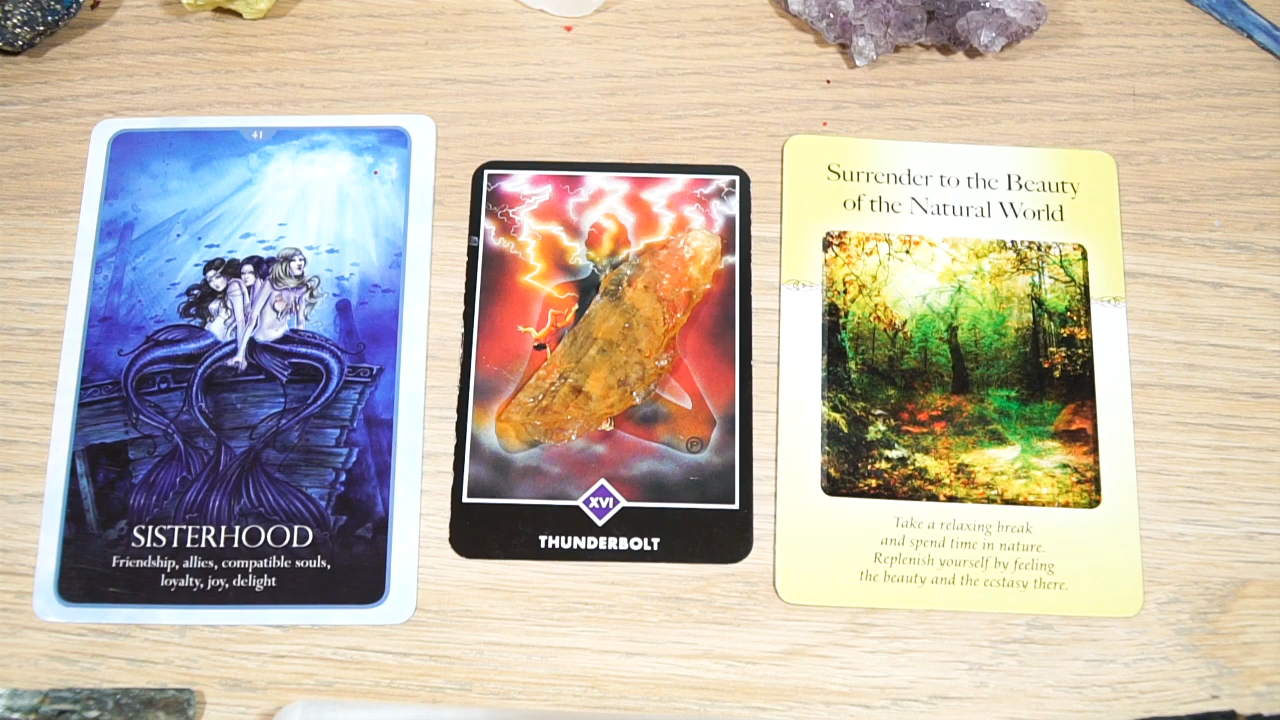 41
SISTERHOOD
Friendship, allies, compatible souls,
loyalty, joy, delight
XVI
THUNDERBOLT
P
Surrender to the Beauty
of the Natural World
Take a relaxing break
and spend time in nature.
Replenish yourself by feeling
the beauty and the ecstasy there.